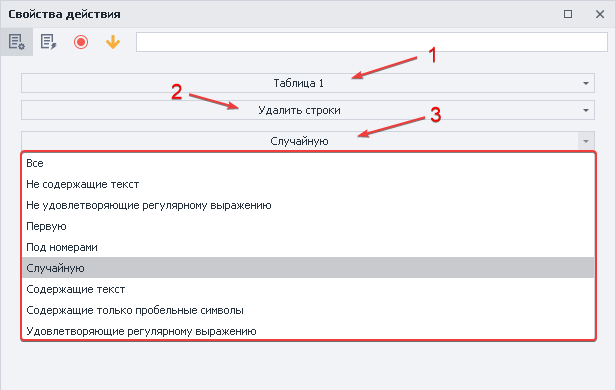 Свойства действия
1
Таблица 1
2
Удалить строки
3
Случайную
Все
Не содержащие текст
Не удовлетворяющие регулярному выражению
Первую
Под номерами
Случайную
Содержащие текст
Содержащие только пробельные символы
Удовлетворяющие регулярному выражению